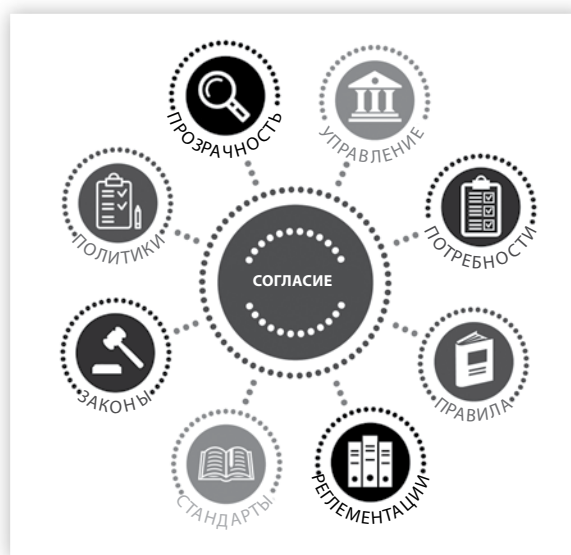 ПРОЗРАЧНОСТЬ
УПРАВЛЕНИЕ
ПОЛИТИКИ
ПОТРЕБНОСТИ
СОГЛАСИЕ
ЗАКОНЫ
ПРАВИЛА
СТАНДАРТЫ
РЕГЛЕМЕНТАЦИИ